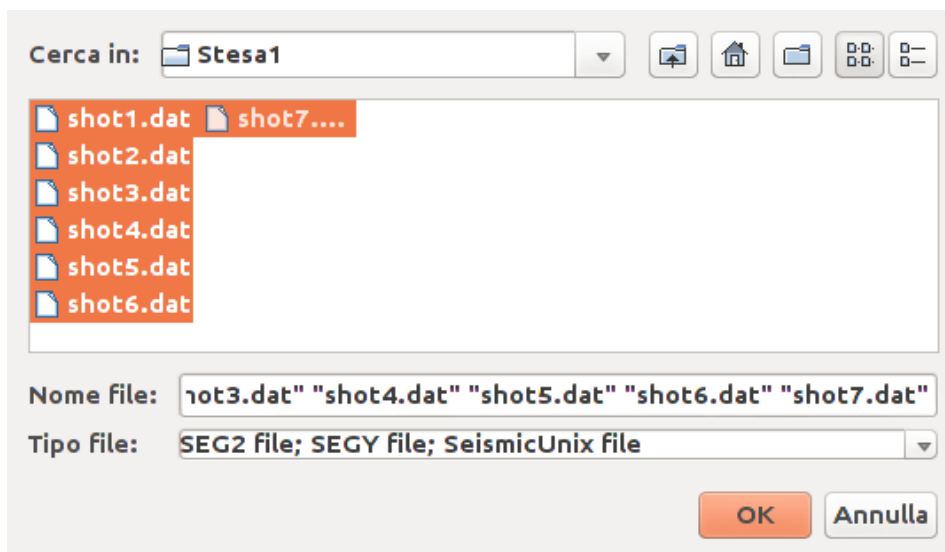 Cerca in: Stesa1
shot1.dat shot7....
shot2.dat
shot3.dat
shot4.dat
shot5.dat
shot6.dat
Nome file: hot3.dat" "shot4.dat" "shot5.dat" "shot6.dat" "shot7.dat"
Tipo file: SEG2 file; SEGY file; SeismicUnix file
OK Annulla